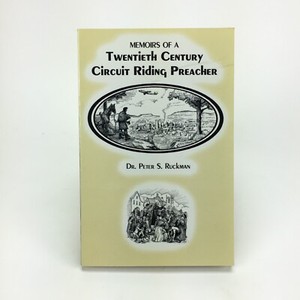 MEMOIRS OF A
TWENTIETH CENTURY
CIRCUIT RIDING PREACHER
DR. PETER S. RUCKMAN